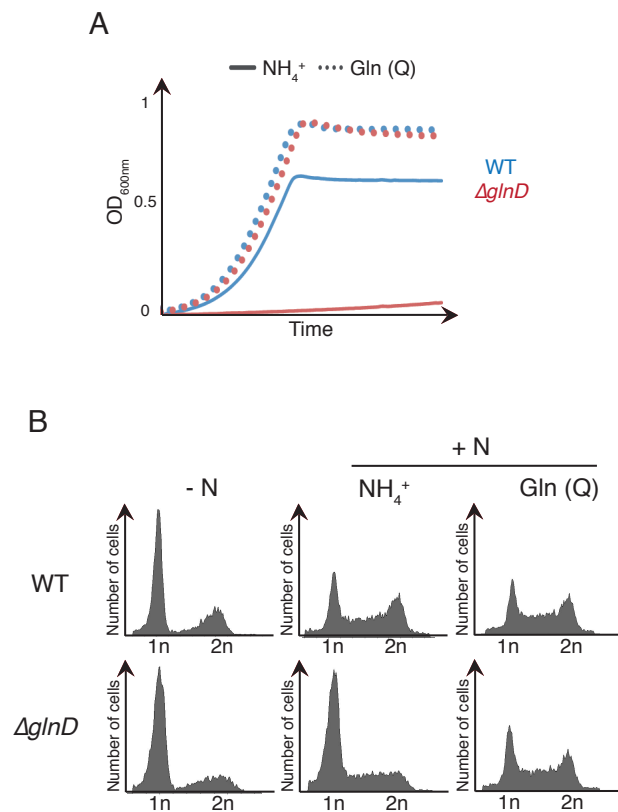 A
NH₄⁺ Gln (Q)
1
0.5
0
OD600nm
Time
WT
ΔglnD
B
+ N
- N NH₄⁺ Gln (Q)
WT
Number of cells
1n 2n
Number of cells
1n 2n
Number of cells
1n 2n
ΔglnD
Number of cells
1n 2n
Number of cells
1n 2n
Number of cells
1n 2n